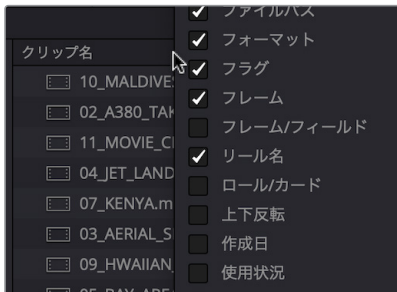 クリップ名
10_MALDIVES
02_A380_TAK
11_MOVIE_C
04_JET_LAND
07_KENYA.m
03_AERIAL_S
09_HWAIIAN_
ファイルパス
フォーマット
フラグ
フレーム
フレーム/フィールド
リール名
ロール/カード
上下反転
作成日
使用状況